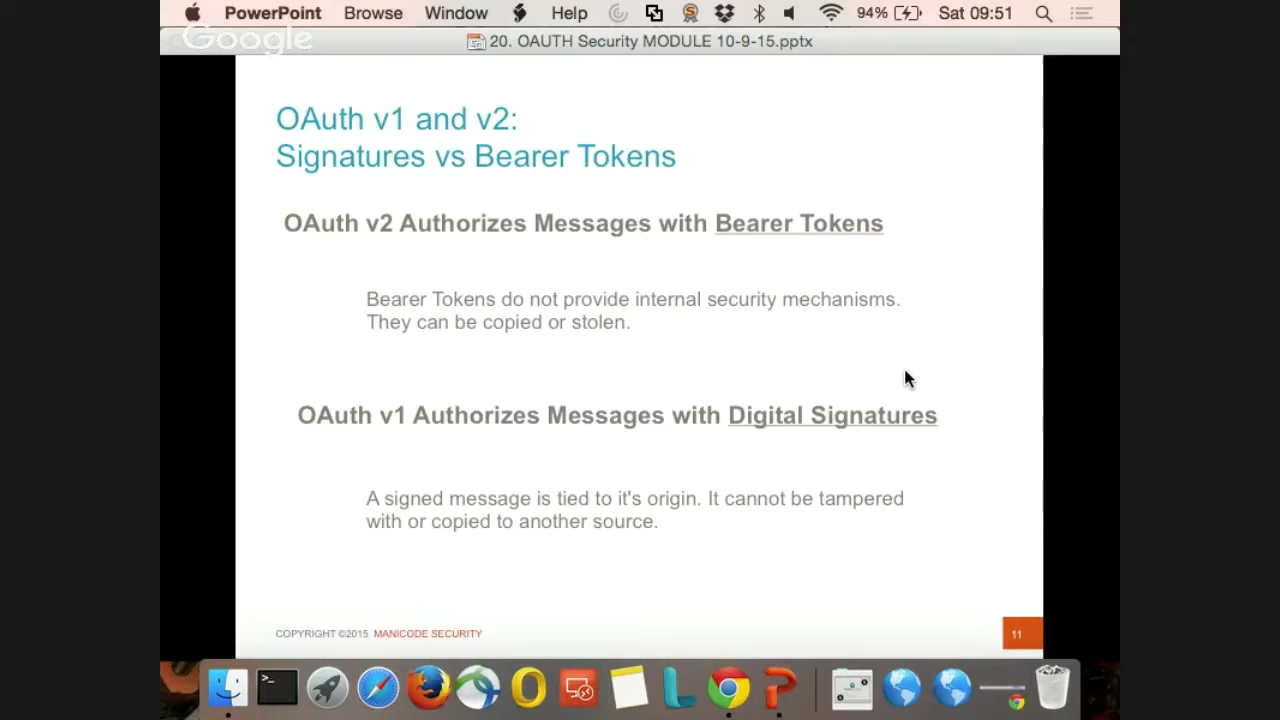 PowerPoint Browse Window Help 94% Sat 09:51
Google
20. OAUTH Security MODULE 10-9-15.pptx
OAuth v1 and v2:
Signatures vs Bearer Tokens
OAuth v2 Authorizes Messages with Bearer Tokens
Bearer Tokens do not provide internal security mechanisms.
They can be copied or stolen.
OAuth v1 Authorizes Messages with Digital Signatures
A signed message is tied to it's origin. It cannot be tampered
with or copied to another source.
COPYRIGHT ©2015 MANICODE SECURITY
11